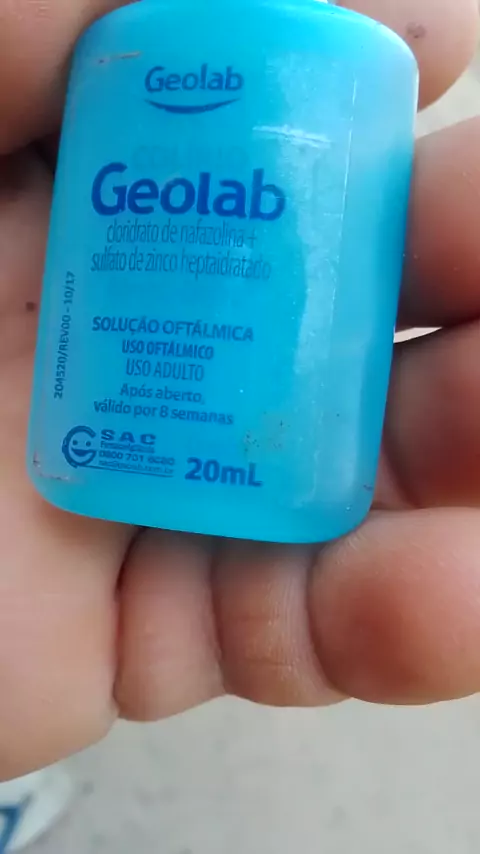 Geolab
Geolab
cloridrato de nafazolina +
sulfato de zinco heptaidratado
204520/REV00 - 10/17
SOLUÇÃO OFTÁLMICA
USO OFTÁLMICO
USO ADULTO
Após aberto,
válido por 8 semanas
SAC
0800 701 6080
20mL